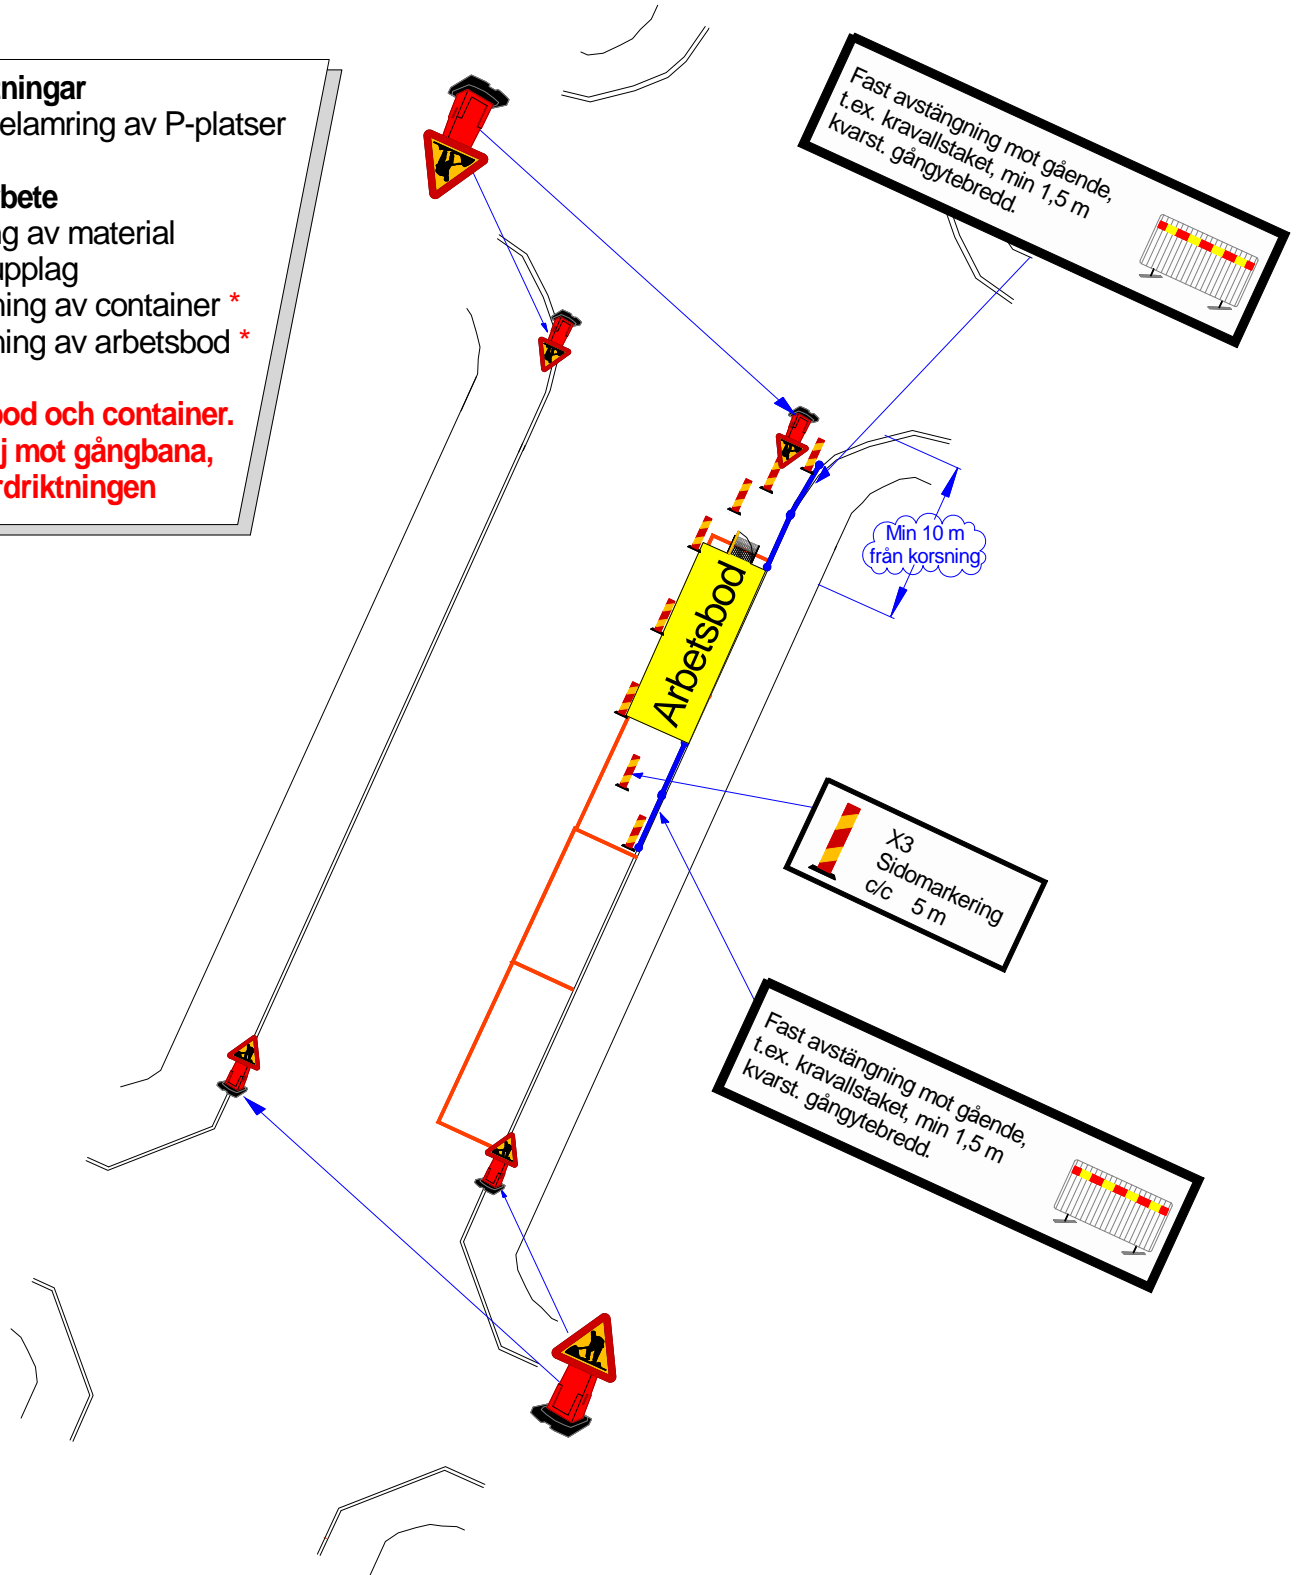 tningar
elamring av P-platser
bete
g av material
upplag
ning av container *
ning av arbetsbod *
bod och container.
j mot gångbana,
rdriktningen
Fast avstängning mot gående,
t.ex. kravallstaket, min 1,5 m
kvarst. gångytebredd.
Min 10 m
från korsning
Arbetsbod
X3
Sidomarkering
c/c 5 m
Fast avstängning mot gående,
t.ex. kravallstaket, min 1,5 m
kvarst. gångytebredd.